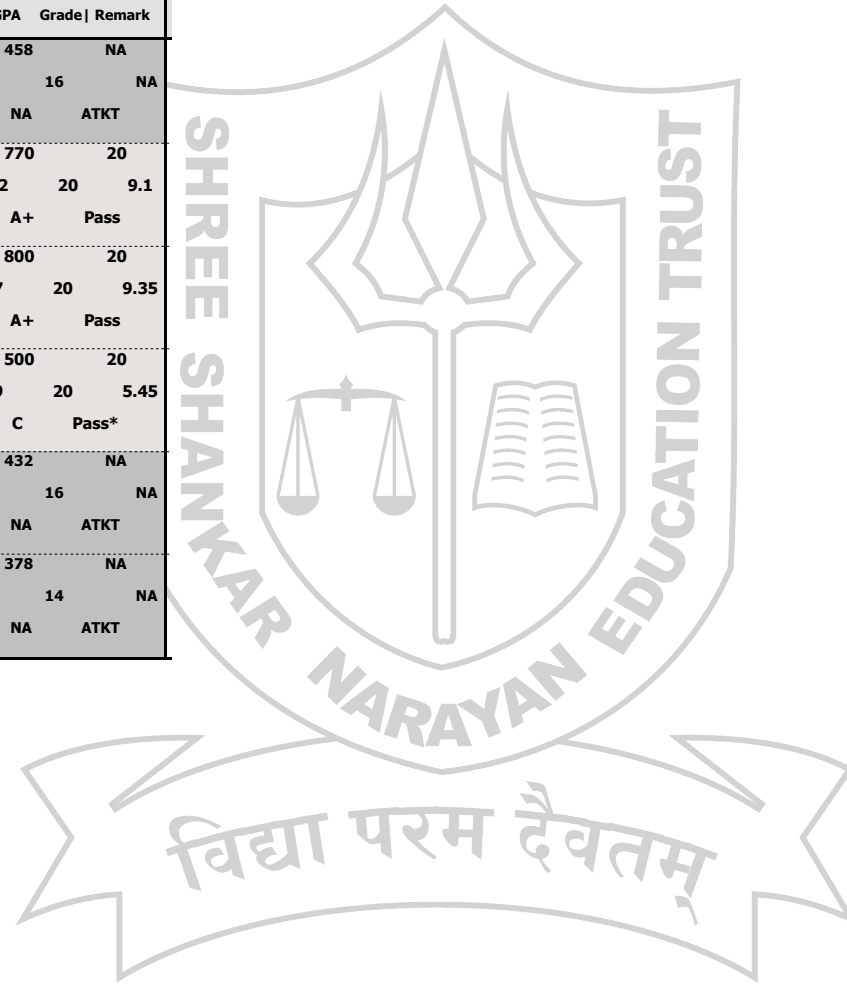 GPA Grade| Remark
458 NA
16 NA
NA ATKT
770 20
2 20 9.1
A+ Pass
800 20
7 20 9.35
A+ Pass
500 20
20 5.45
C Pass*
432 NA
16 NA
NA ATKT
378 NA
14 NA
NA ATKT
SHREE SHANKAR NARAYAN EDUCATION TRUST
विद्या परम दैवतम्